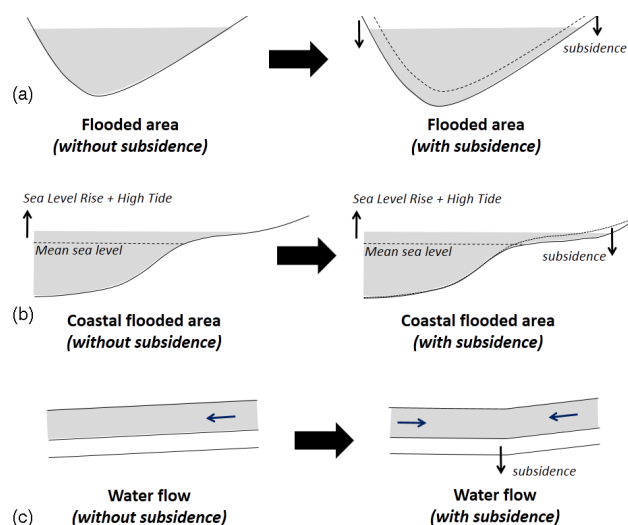 subsidence
(a)
Flooded area
(without subsidence)
Flooded area
(with subsidence)
Sea Level Rise + High Tide
Mean sea level
Sea Level Rise + High Tide
Mean sea level
subsidence
(b)
Coastal flooded area
(without subsidence)
Coastal flooded area
(with subsidence)
subsidence
(c)
Water flow
(without subsidence)
Water flow
(with subsidence)